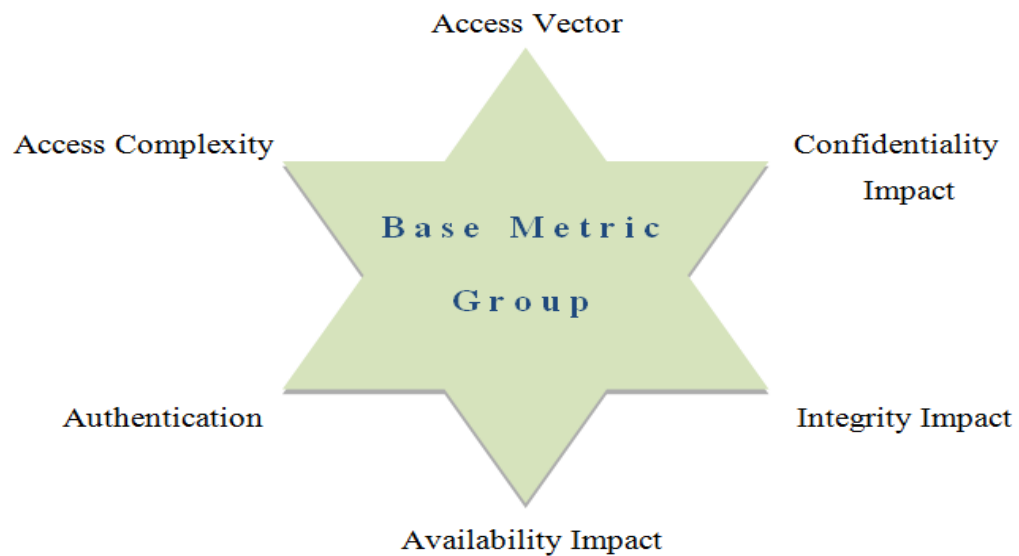 Access Vector
Access Complexity
Confidentiality
Impact
Base Metric
Group
Authentication
Integrity Impact
Availability Impact